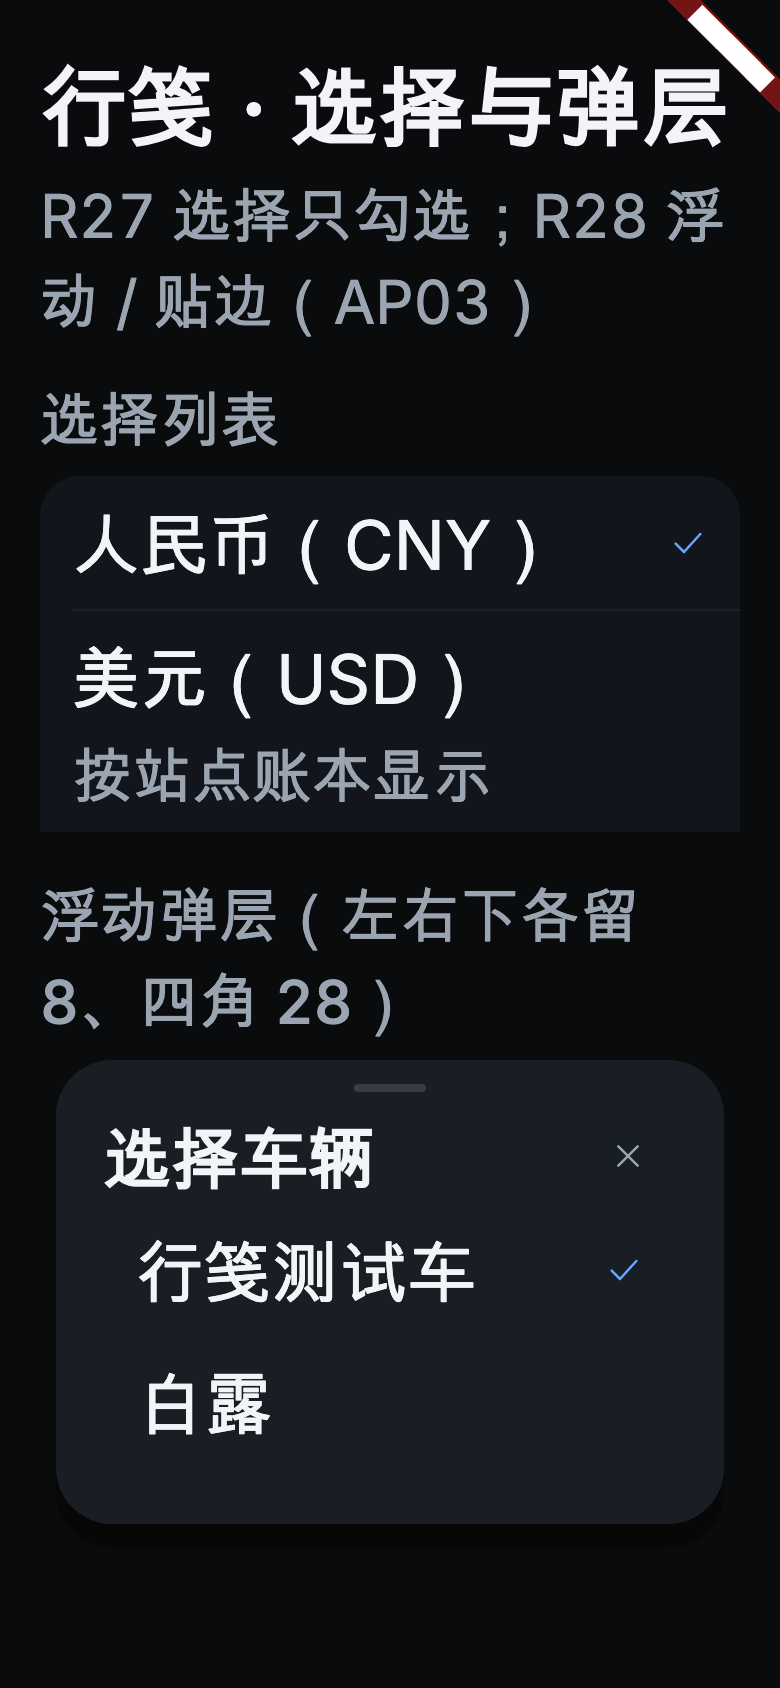 行笺 · 选择与弹层
R27 选择只勾选；R28 浮
动 / 贴边（AP03）
选择列表
人民币（CNY）
美元（USD）
按站点账本显示
浮动弹层（左右下各留
8、四角 28）
选择车辆
行笺测试车
白露